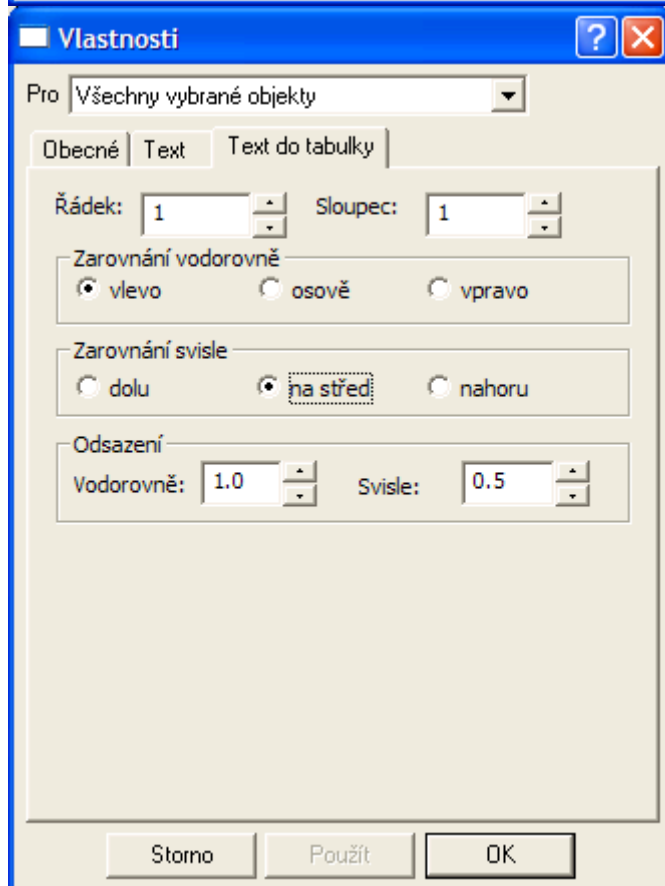 Vlastnosti
Pro Všechny vybrané objekty
Obecné Text Text do tabulky
Řádek: 1 Sloupec: 1
Zarovnání vodorovně
vlevo osově vpravo
Zarovnání svisle
dolu na střed nahoru
Odsazení
Vodorovně: 1.0 Svisle: 0.5
Storno Použít OK